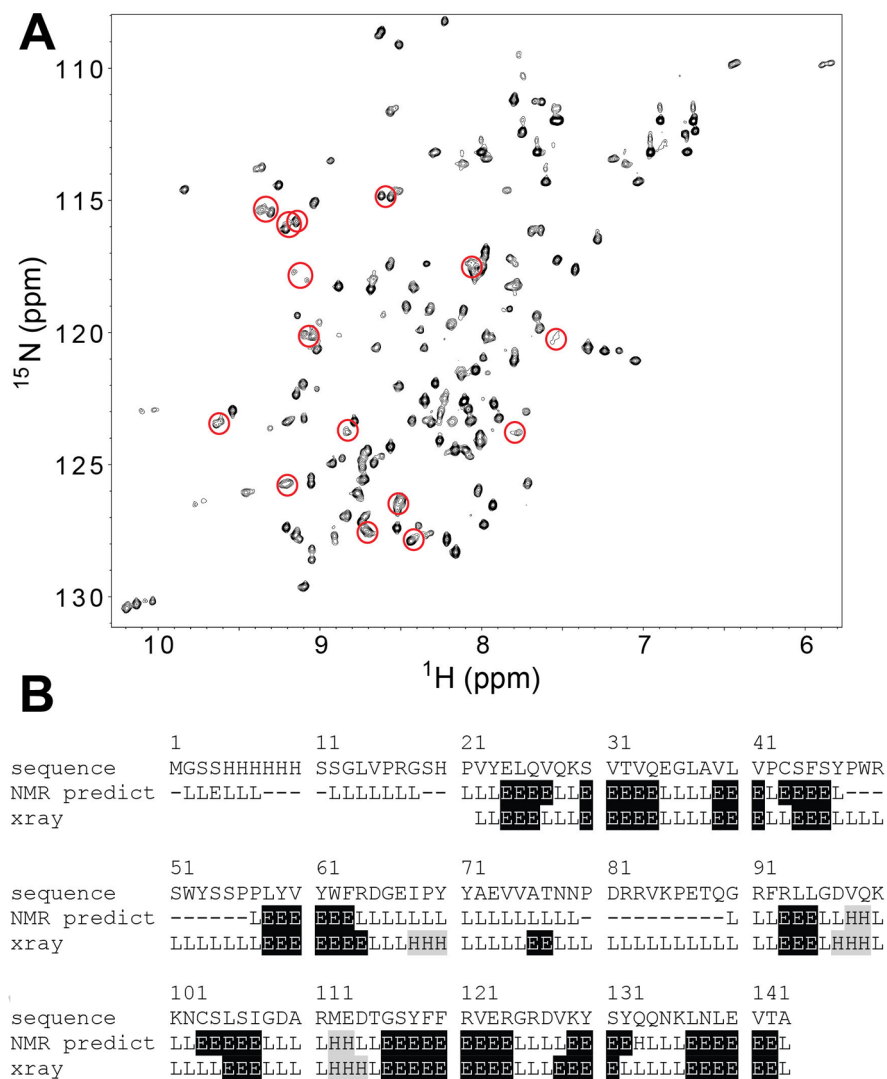 A
110
115
120
125
130
15N (ppm)
10 9 8 7 6
1H (ppm)
B
1 11 21 31 41
sequence MGSSHHHHHH SSGLVPRGSH PVYELQVQKS VTVQEGLAVL VPCSFSYPWR
NMR predict -LLELLL--- -LLLLLLL-- LLLEEEELLE EEEELLLLEE ELEEEEL---
xray LLEEELLLE EEEELLLLEE ELLEEELLLL
51 61 71 81 91
sequence SWYSSPPLYV YWFRDGEIPY YAEVVATNNP DRRVKPETQG RFRLLGDVQK
NMR predict ------LEEE EEELLLLLLL LLLLLLLLL- ---------L LLEEELLHHL
xray LLLLLLLEEE EEEELLLHHH LLLLLEELLL LLLLLLLLLL LLEEELHHHL
101 111 121 131 141
sequence KNCSLSIGDA RMEDTGSYFF RVERGRDVKY SYQQNKLNLE VTA
NMR predict LLEEEEELLL LHHLLEEEEE EEEELLLLEE EEHLLLEEEE EEL
xray LLLLEEELLL LHHHLEEEEE EEEELLLEEE ELLLLLEEEE EEL